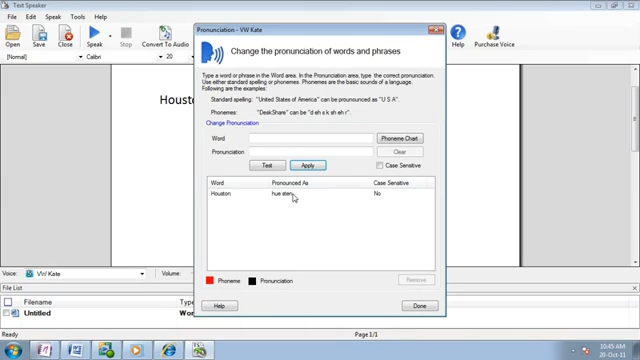 Text Speaker
Pronunciation - VW Kate
File Edit Speak Tools Help
Open Save Close Speak Stop Convert To Audio Help Purchase Voice
[Normal] Calibri 20
Change the pronunciation of words and phrases
Type a word or phrase in the Word area. In the Pronunciation area, type the correct pronunciation.
Use either standard spelling or phonemes. Phonemes are the basic sounds of a language.
Following are the examples:
Standard spelling: "United States of America" can be pronounced as "U S A".
Phonemes: "DeskShare" can be "d eh s k sh eh r".
Change Pronunciation
Word Phoneme Chart
Pronunciation Clear
Test Apply Case Sensitive
Word Pronounced As Case Sensitive
Houston hue sten No
Phoneme Pronunciation Remove
Help Done
Houston
Voice: VW Kate Volume:
File List
Filename
Untitled
Ready Page 1/1
10:45 AM
20-Oct-11